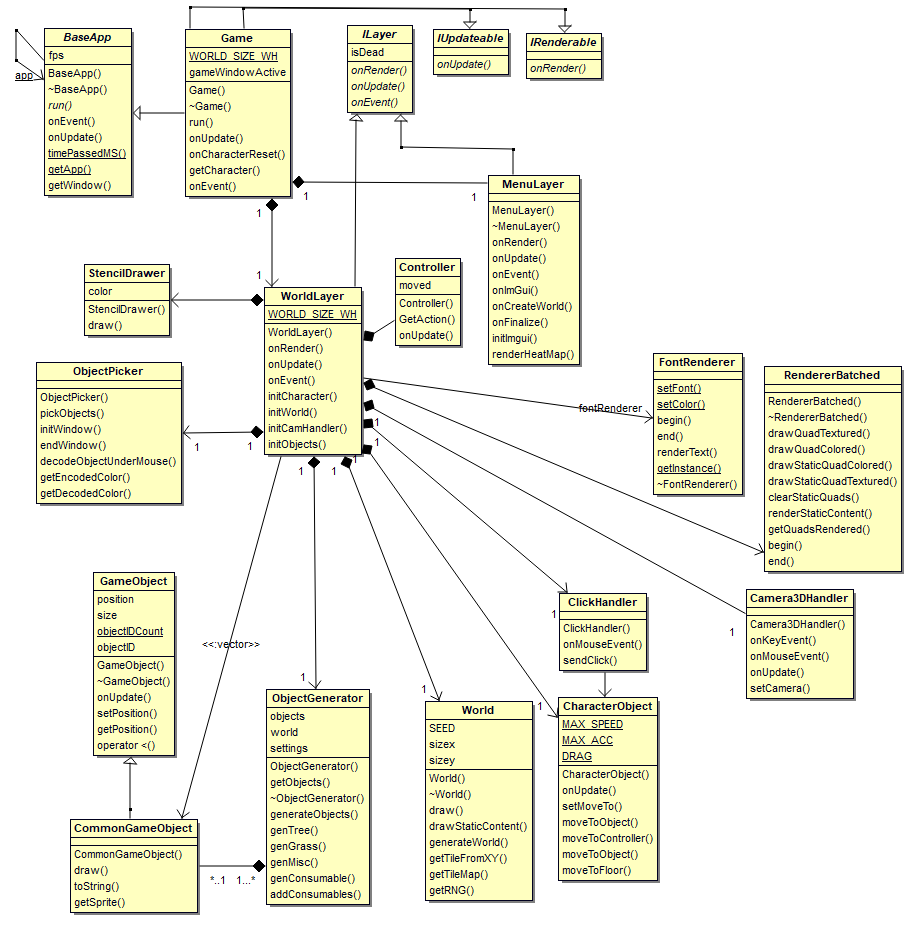 BaseApp
fps
BaseApp()
~BaseApp()
run()
onEvent()
onUpdate()
timePassedMS()
getApp()
getWindow()
app
Game
WORLD_SIZE_WH
gameWindowActive
Game()
~Game()
run()
onUpdate()
onCharacterReset()
getCharacter()
onEvent()
ILayer
isDead
onRender()
onUpdate()
onEvent()
IUpdateable
onUpdate()
IRenderable
onRender()
1
1
MenuLayer
MenuLayer()
~MenuLayer()
onRender()
onUpdate()
onEvent()
onImGui()
onCreateWorld()
onFinalize()
initImgui()
renderHeatMap()
1
1
StencilDrawer
color
StencilDrawer()
draw()
WorldLayer
WORLD_SIZE_WH
WorldLayer()
onRender()
onUpdate()
onEvent()
initCharacter()
initWorld()
initCamHandler()
initObjects()
Controller
moved
Controller()
GetAction()
onUpdate()
ObjectPicker
ObjectPicker()
pickObjects()
initWindow()
endWindow()
decodeObjectUnderMouse()
getEncodedColor()
getDecodedColor()
1
1
fontRenderer
FontRenderer
setFont()
setColor()
begin()
end()
renderText()
getInstance()
~FontRenderer()
RendererBatched
RendererBatched()
~RendererBatched()
drawQuadTextured()
drawQuadColored()
drawStaticQuadColored()
drawStaticQuadTextured()
clearStaticQuads()
renderStaticContent()
getQuadsRendered()
begin()
end()
1
1
1
1
1
GameObject
position
size
objectIDCount
objectID
GameObject()
~GameObject()
onUpdate()
setPosition()
getPosition()
operator <()
<<:vector>>
1
ClickHandler
ClickHandler()
onMouseEvent()
sendClick()
1
Camera3DHandler
Camera3DHandler()
onKeyEvent()
onMouseEvent()
onUpdate()
setCamera()
1
ObjectGenerator
objects
world
settings
ObjectGenerator()
getObjects()
~ObjectGenerator()
generateObjects()
genTree()
genGrass()
genMisc()
genConsumable()
addConsumables()
1
World
SEED
sizex
sizey
World()
~World()
draw()
drawStaticContent()
generateWorld()
getTileFromXY()
getTileMap()
getRNG()
1
CharacterObject
MAX_SPEED
MAX_ACC
DRAG
CharacterObject()
onUpdate()
setMoveTo()
moveToObject()
moveToController()
moveToObject()
moveToFloor()
CommonGameObject
CommonGameObject()
draw()
toString()
getSprite()
*..1 1...*